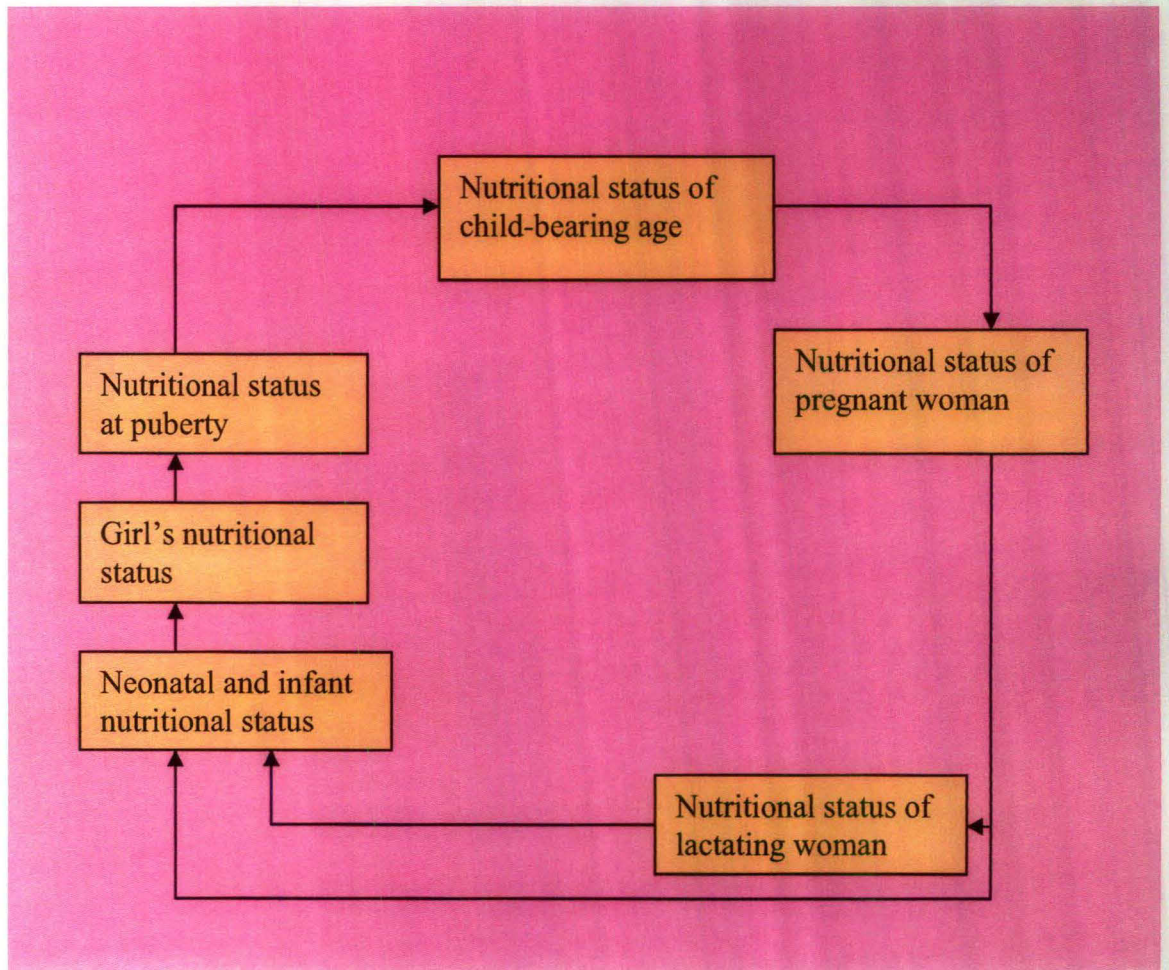 Nutritional status of
child-bearing age
Nutritional status of
pregnant woman
Nutritional status
at puberty
Girl's nutritional
status
Neonatal and infant
nutritional status
Nutritional status of
lactating woman